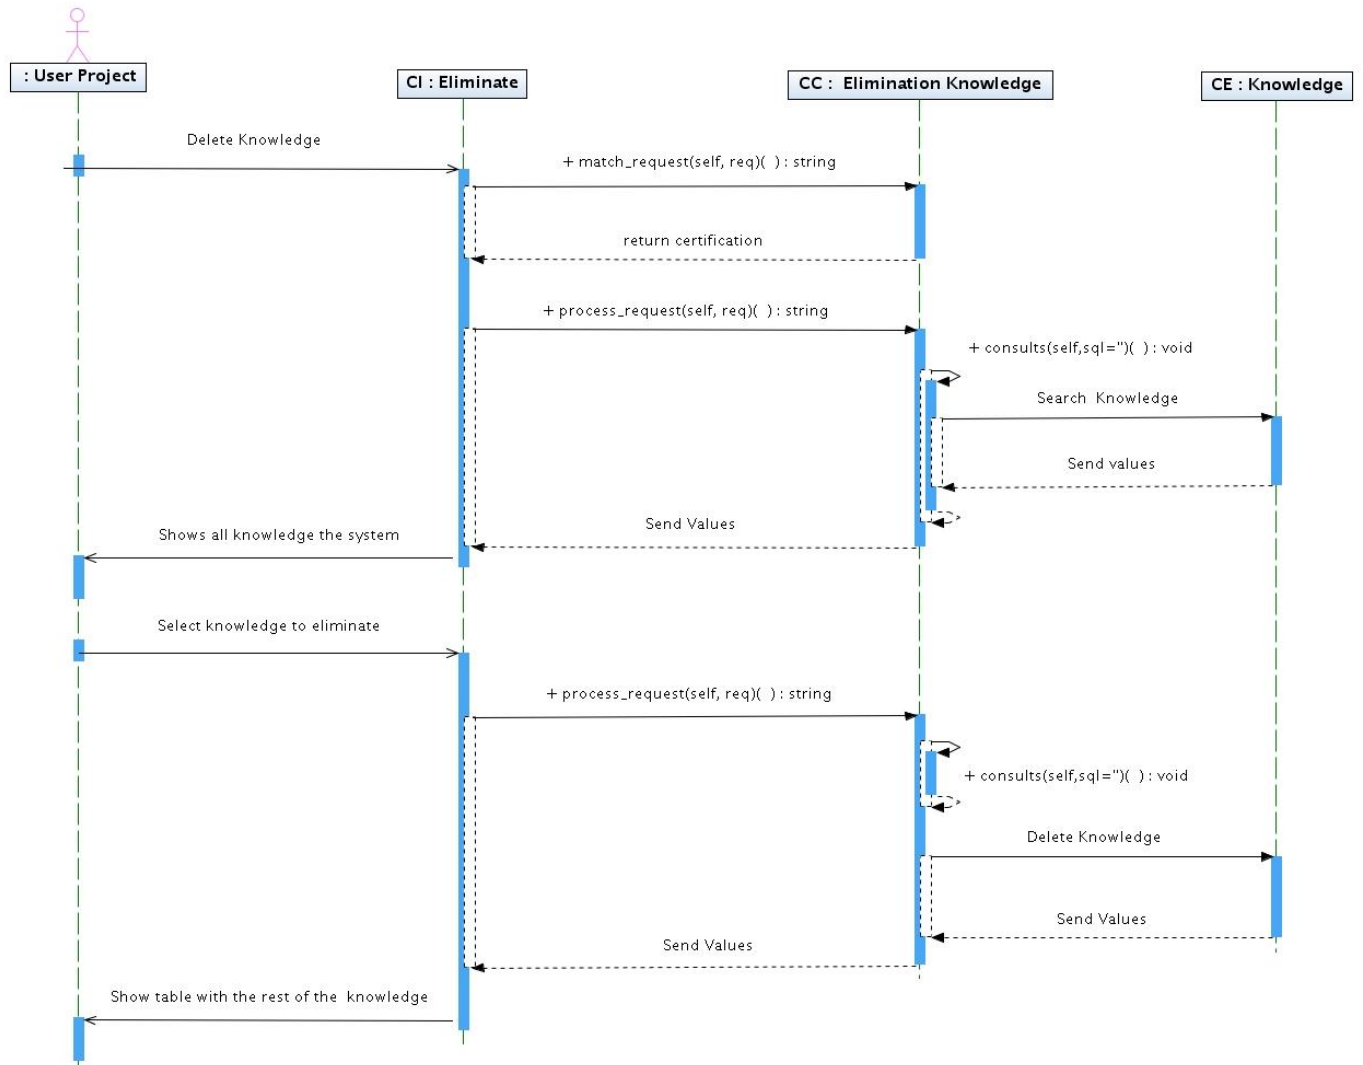 : User Project
CI : Eliminate
CC :  Elimination Knowledge
CE : Knowledge
Delete Knowledge
+ match_request(self, req)(  ) : string
return certification
+ process_request(self, req)(  ) : string
+ consults(self,sql='')(  ) : void
Search  Knowledge
Send values
Send Values
Shows all knowledge the system
Select knowledge to eliminate
+ process_request(self, req)(  ) : string
+ consults(self,sql='')(  ) : void
Delete Knowledge
Send Values
Send Values
Show table with the rest of the  knowledge